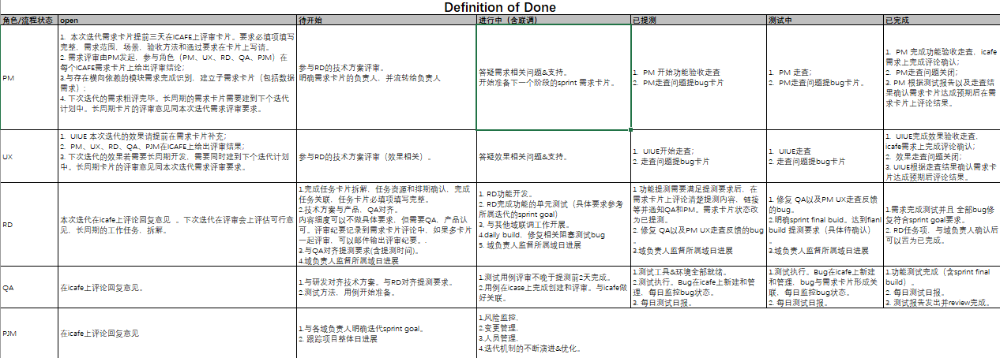 Definition of Done
角色/流程状态 open 待开始 进行中（含联调） 已提测 测试中 已完成
PM
1. 本次迭代需求卡片提前三天在ICAFE上评审卡片。要求必填项填写
完整，需求范围，场景，验收方法和通过要求在卡片上写请。
2. 需求评审由PM发起，参与角色（PM、UX、RD、QA、PJM）在
每个ICAFE需求卡片上给出评审结论；
3.与存在横向依赖的模块需求完成识别，建立子需求卡片（包括数据
需求）；
4. 下次迭代的需求粗评完毕。长周期的需求卡片需要建到下个迭代
计划中。长周期卡片的评审意见同本次迭代需求评审要求。
参与RD的技术方案评审。
明确需求卡片的负责人，并流转给负责人
答疑需求相关问题&支持。
开始准备下一个阶段的sprint 需求卡片。
1. PM 开始功能验收走查
2. PM走查问题提bug卡片
1. PM 走查；
2. PM走查问题提bug卡片。
1. PM 完成功能验收走查，icafe
需求上完成评论确认；
2. PM走查问题关闭；
3. PM 根据测试报告以及走查结
果确认需求卡片达成预期后在需
求卡片上评论结果。
UX
1. UIUE 本次迭代的效果请提前在需求卡片补充；
2. PM、UX、RD、QA、PJM在ICAFE上给出评审结果；
3. 下次迭代的效果若需要长周期开发，需要同时建到下个迭代计划
中。长周期卡片的评审意见同本次迭代需求评审要求。
参与RD的技术方案评审（效果相关）。
答疑效果相关问题&支持。
1. UIUE开始走查；
2. 走查问题提bug卡片
1. UIUE走查
2. 走查问题提bug卡片
1. UIUE完成效果验收走查，
icafe需求上完成评论确认；
2. 效果走查问题关闭；
3. UIUE根据走查结果确认需求卡
片达成预期后评论结果。
RD
本次迭代在icafe上评论回复意见 。下次迭代在评审会上评估可行意
见，长周期的工作任务，拆解。
1.完成任务卡片拆解，任务资源和排期确认，完成
任务关联，任务卡片必填项填写完整。
2.技术方案与产品，QA对齐。
内容细度可以不做具体要求，但需要QA，产品认
可。评审纪要记录到需求卡片评论中，如果多卡片
一起评审，可以邮件输出评审纪要。.
3.与QA对齐提测要求(含提测时间)。
4.域负责人监督所属域日进展
1. RD功能开发。
2. RD完成功能的单元测试（具体要求参考
所属迭代的sprint goal）
3. 与其他域联调工作开展。
4.daily build，修复相关阻塞测试bug
5. 域负责人监督所属域日进展
1 功能提测需要满足提测要求后，在
需求卡片上评论清楚提测内容，链接
等并通知QA和PM。需求卡片状态改
为已提测。
2. 修复 QA以及PM UX走查反馈的bug
。
3.域负责人监督所属域日进展
1. 修复 QA以及PM UX走查反馈
的bug。
2.明确sprint final buid。达到fianl
build 提测要求（具体待确认）
。
3.域负责人监督所属域日进展
1.需求完成测试并且 全部bug修
复符合sprint goal要求。
2. RD任务项，与域负责人确认后
可以置为已完成。
QA
在icafe上评论回复意见。
1.与研发对齐技术方案。与RD对齐提测要求。
2.测试方法，用例开始准备。
1.测试用例评审不晚于提测前2天完成。
2.用例在icase上完成创建和评审。与icafe做
好关联。
1.测试工具&环境全部就绪。
2.测试执行。Bug在icafe上新建和管
理，每日监控bug状态。
3. 每日测试日报。
1.测试执行。Bug在icafe上新建
和管理，bug与需求卡片形成关
联，每日监控bug状态。
2. 每日测试日报。
1.功能测试完成（含sprint final
build）。
2. 每日测试日报。
3. 测试报告发出并review完成。
PJM
在icafe上评论回复意见
1.与各域负责人明确迭代sprint goal。
2. 跟踪项目整体日进展
1.风险监控，
2.变更管理，
3.人员管理，
4.迭代机制的不断演进&优化。